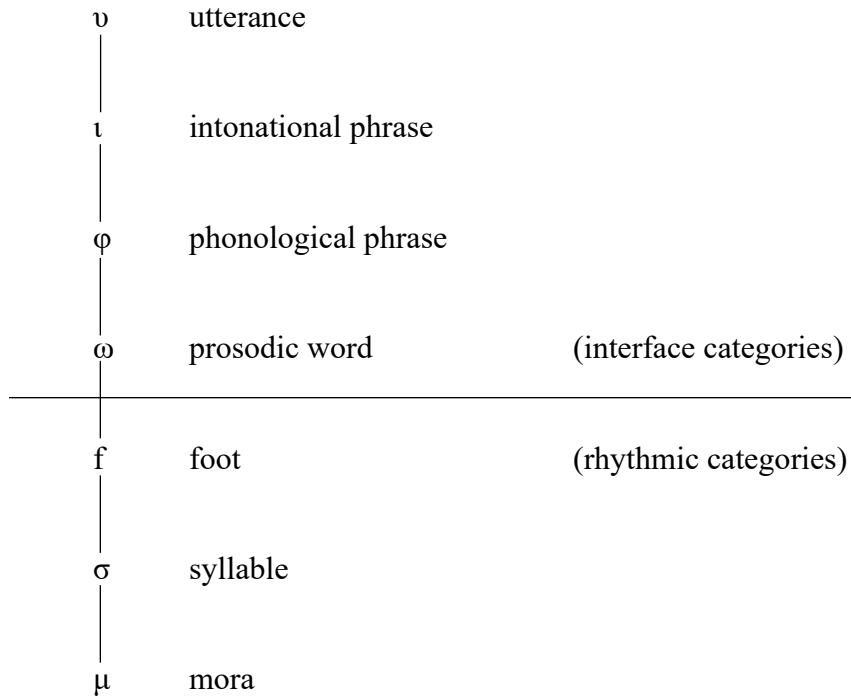 υ utterance
ι intonational phrase
φ phonological phrase
ω prosodic word (interface categories)
f foot (rhythmic categories)
σ syllable
μ mora